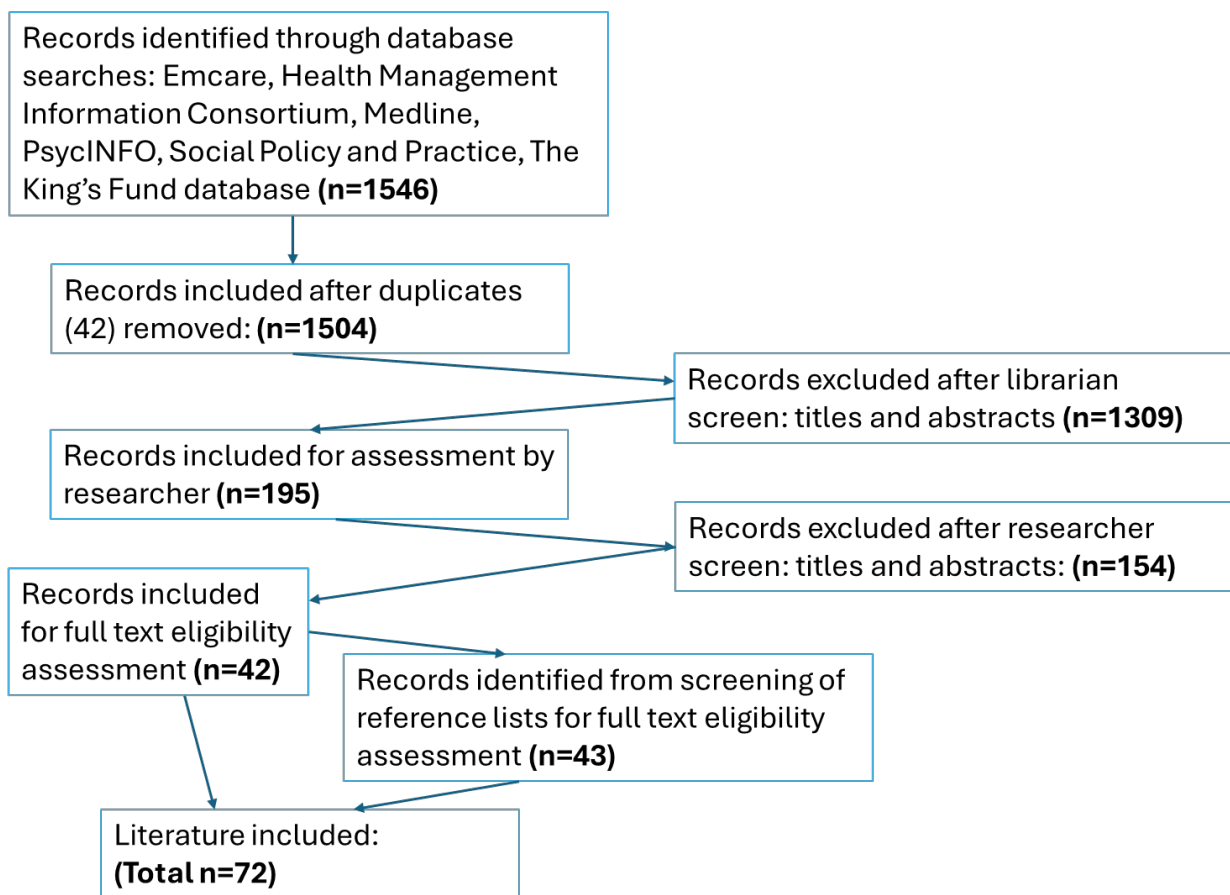 Records identified through database
searches: Emcare, Health Management
Information Consortium, Medline,
PsycINFO, Social Policy and Practice, The
King’s Fund database (n=1546)
Records included after duplicates
(42) removed: (n=1504)
Records excluded after librarian
screen: titles and abstracts (n=1309)
Records included for assessment by
researcher (n=195)
Records excluded after researcher
screen: titles and abstracts: (n=154)
Records included
for full text eligibility
assessment (n=42)
Records identified from screening of
reference lists for full text eligibility
assessment (n=43)
Literature included:
(Total n=72)